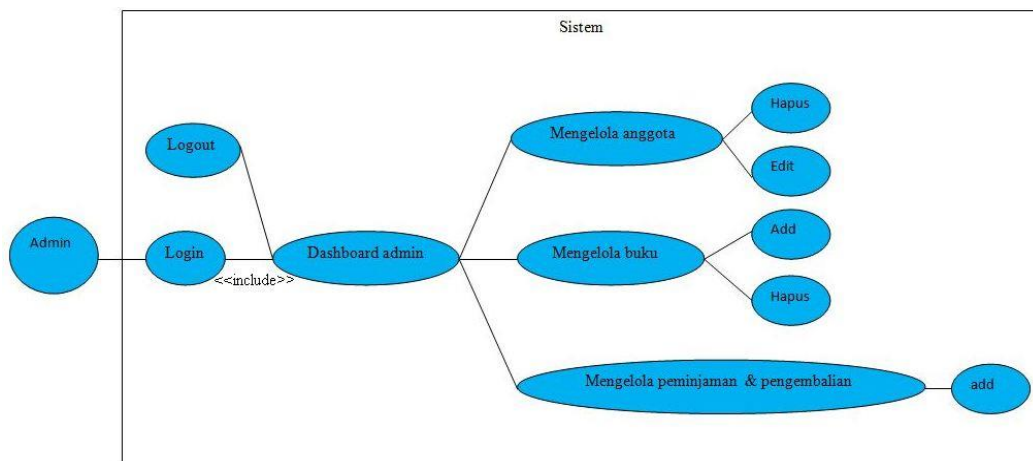 Sistem
Logout
Admin
Login
<<include>>
Dashboard admin
Mengelola anggota
Hapus
Edit
Mengelola buku
Add
Hapus
Mengelola peminjaman & pengembalian
add